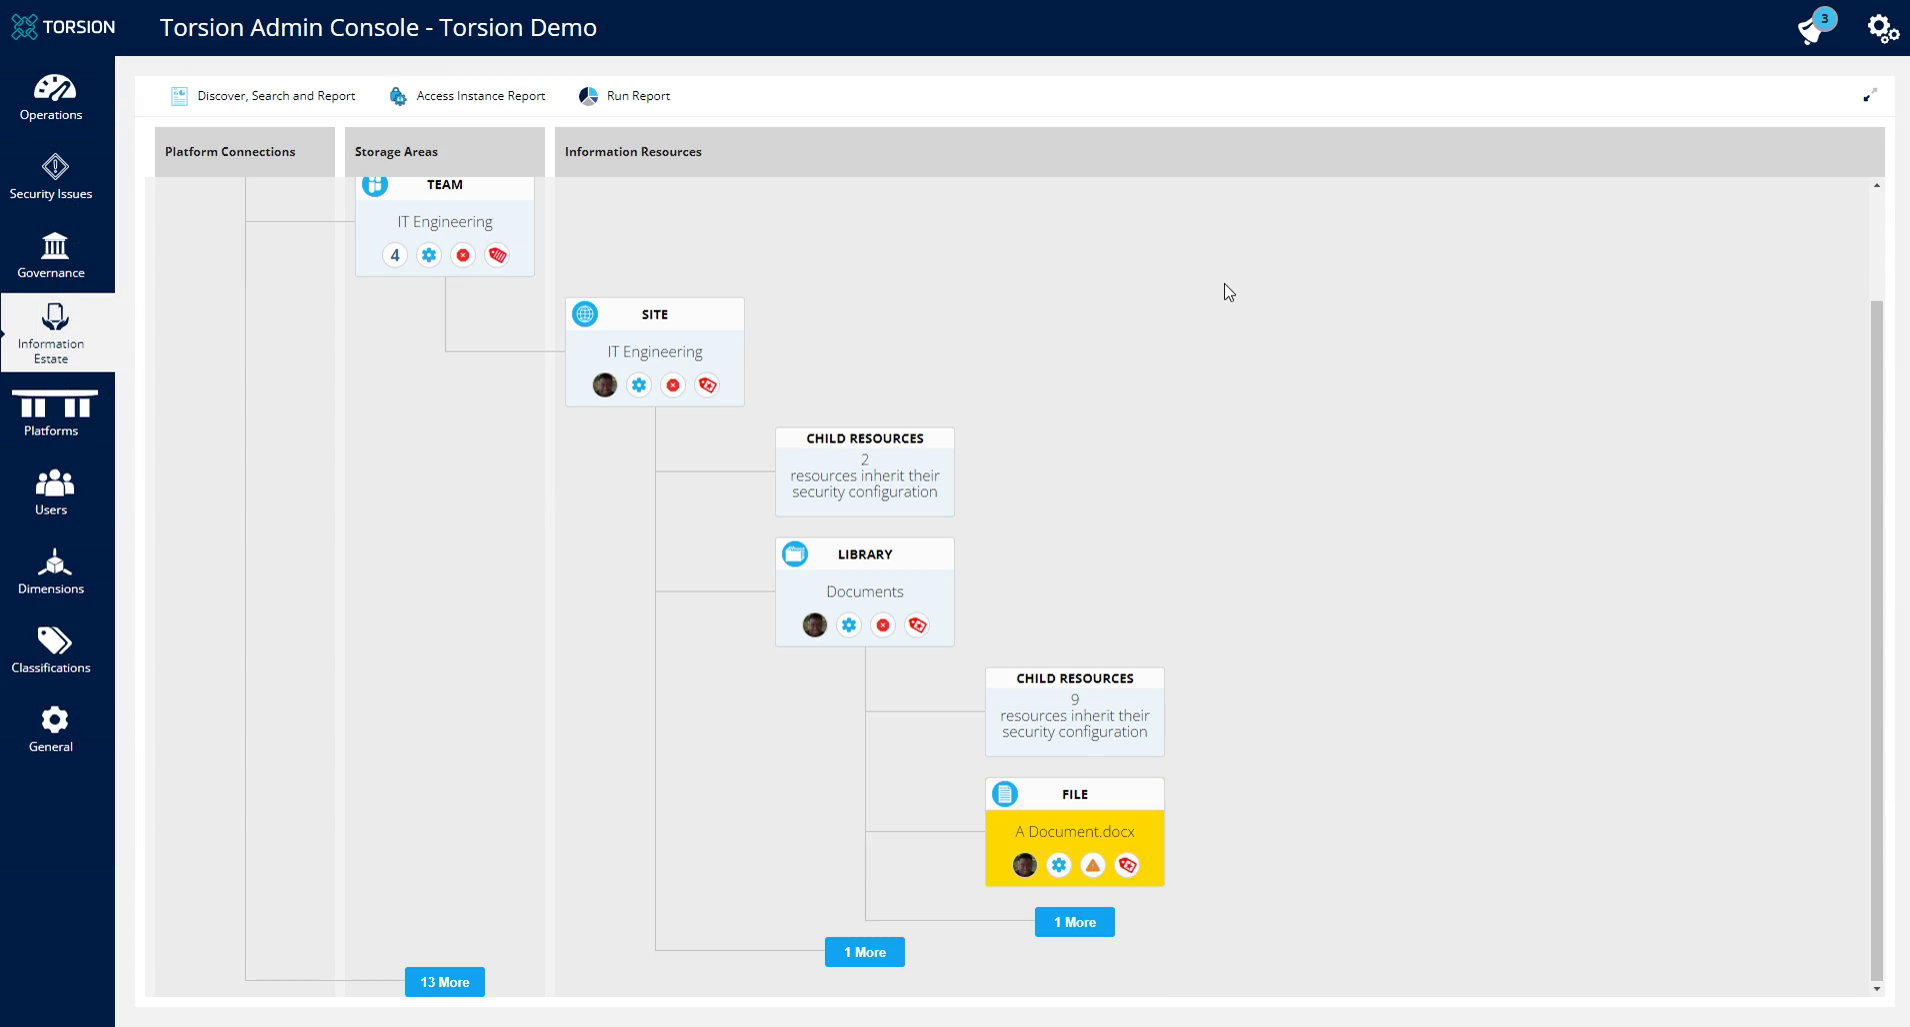 TORSION
Torsion Admin Console - Torsion Demo
3
Operations
Security Issues
Governance
Information
Estate
Platforms
Users
Dimensions
Classifications
General
Discover, Search and Report
Access Instance Report
Run Report
Platform Connections
Storage Areas
Information Resources
TEAM
IT Engineering
4
SITE
IT Engineering
CHILD RESOURCES
2
resources inherit their
security configuration
LIBRARY
Documents
CHILD RESOURCES
9
resources inherit their
security configuration
FILE
A Document.docx
1 More
1 More
13 More